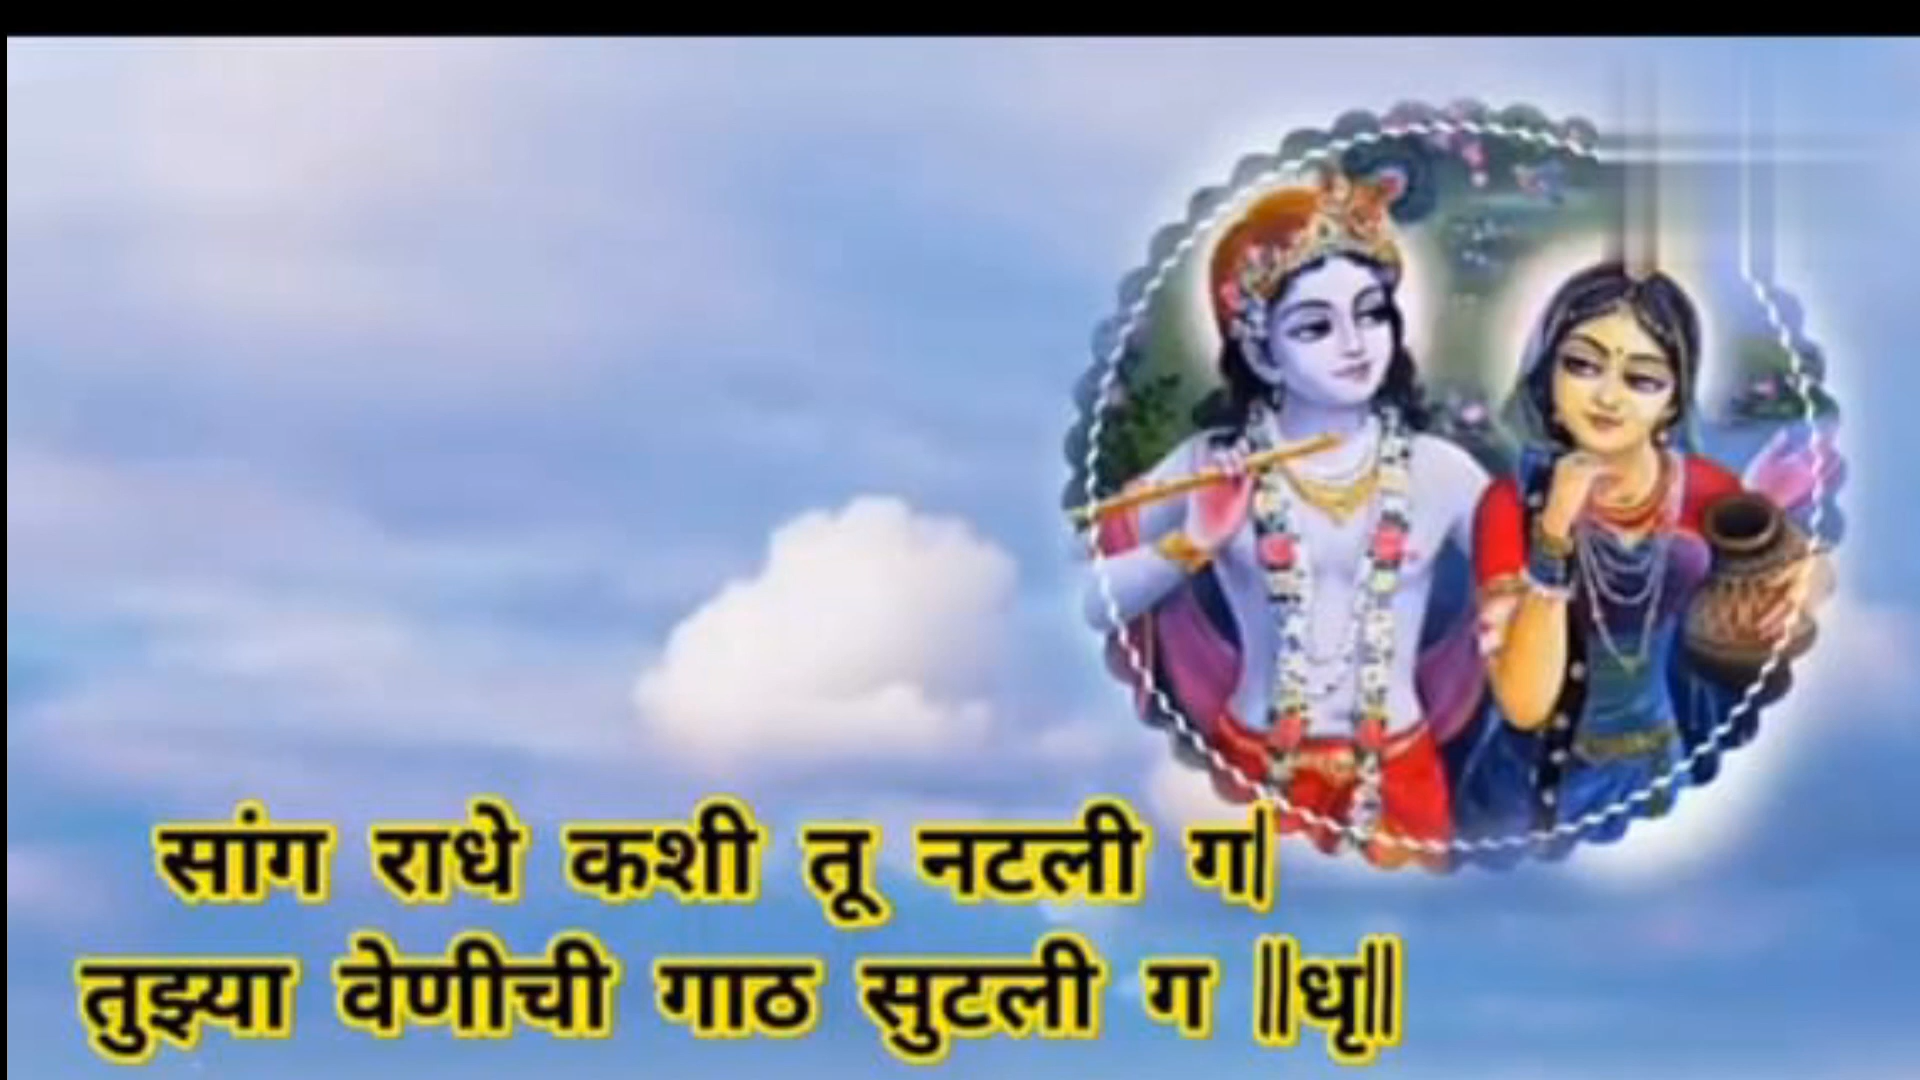 सांग राधे कशी तू नटली ग|
तुझ्या वेणीची गाठ सुटली ग ||धृ||